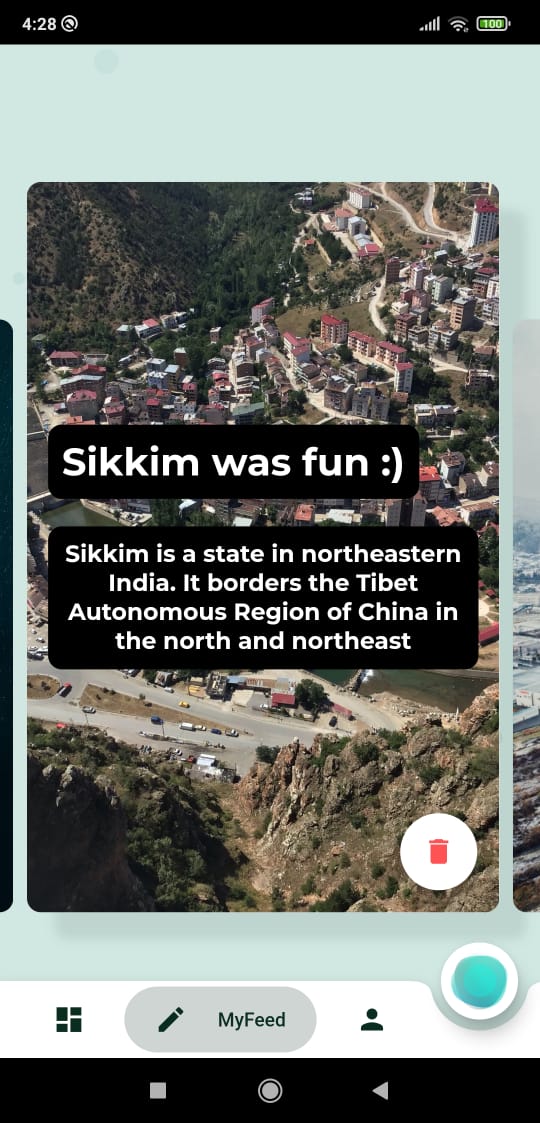 4:28
100
Sikkim was fun :)
Sikkim is a state in northeastern
India. It borders the Tibet
Autonomous Region of China in
the north and northeast
MyFeed